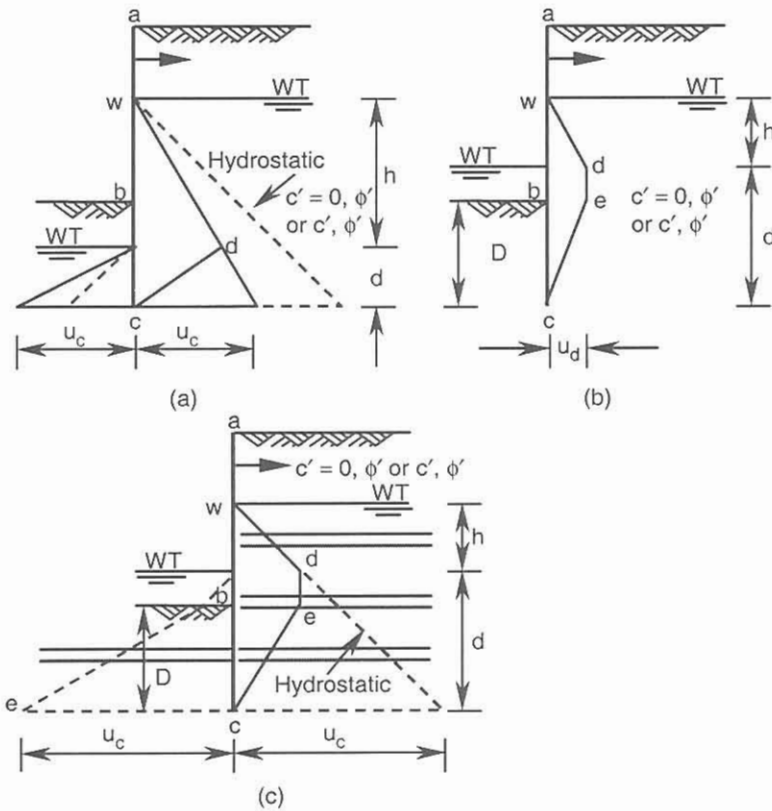 a
a
WT
WT
w
w
h
Hydrostatic
h
WT
d
b
b
e
c′ = 0, ϕ′
or c′, ϕ′
c′ = 0, ϕ′
or c′, ϕ′
WT
d
D
d
d
c
c
u_c
u_c
u_d
(a)
(b)
a
c′ = 0, ϕ′ or c′, ϕ′
WT
w
h
d
WT
b
e
d
D
Hydrostatic
e
c
u_c
u_c
(c)